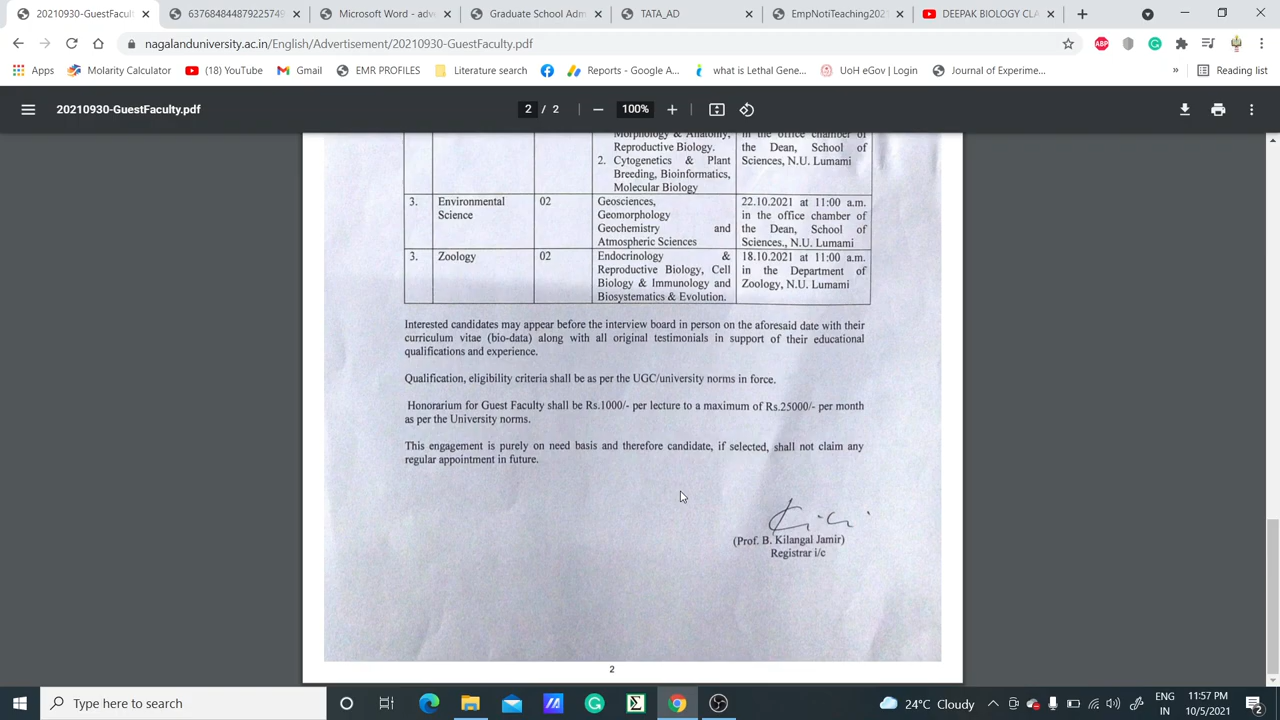 20210930-GuestFacult
637684844879225749
Microsoft Word - adv
Graduate School Adm
TATA_AD
EmpNotiTeaching2021
DEEPAK BIOLOGY CLA
nagalanduniversity.ac.in/English/Advertisement/20210930-GuestFaculty.pdf
Apps
Molarity Calculator
(18) YouTube
Gmail
EMR PROFILES
Literature search
Reports - Google A...
what is Lethal Gene...
UoH eGov | Login
Journal of Experime...
»
Reading list
20210930-GuestFaculty.pdf
2 / 2
100%
Morphology & Anatomy,
Reproductive Biology.
2. Cytogenetics & Plant
Breeding, Bioinformatics,
Molecular Biology
in the office chamber of
the Dean, School of
Sciences, N.U. Lumami
3.
Environmental
Science
02
Geosciences,
Geomorphology
Geochemistry and
Atmospheric Sciences
22.10.2021 at 11:00 a.m.
in the office chamber of
the Dean, School of
Sciences., N.U. Lumami
3.
Zoology
02
Endocrinology &
Reproductive Biology, Cell
Biology & Immunology and
Biosystematics & Evolution.
18.10.2021 at 11:00 a.m.
in the Department of
Zoology, N.U. Lumami
Interested candidates may appear before the interview board in person on the aforesaid date with their
curriculum vitae (bio-data) along with all original testimonials in support of their educational
qualifications and experience.
Qualification, eligibility criteria shall be as per the UGC/university norms in force.
Honorarium for Guest Faculty shall be Rs.1000/- per lecture to a maximum of Rs.25000/- per month
as per the University norms.
This engagement is purely on need basis and therefore candidate, if selected, shall not claim any
regular appointment in future.
(Prof. B. Kilangal Jamir)
Registrar i/c
2
Type here to search
24°C Cloudy
ENG
IN
11:57 PM
10/5/2021